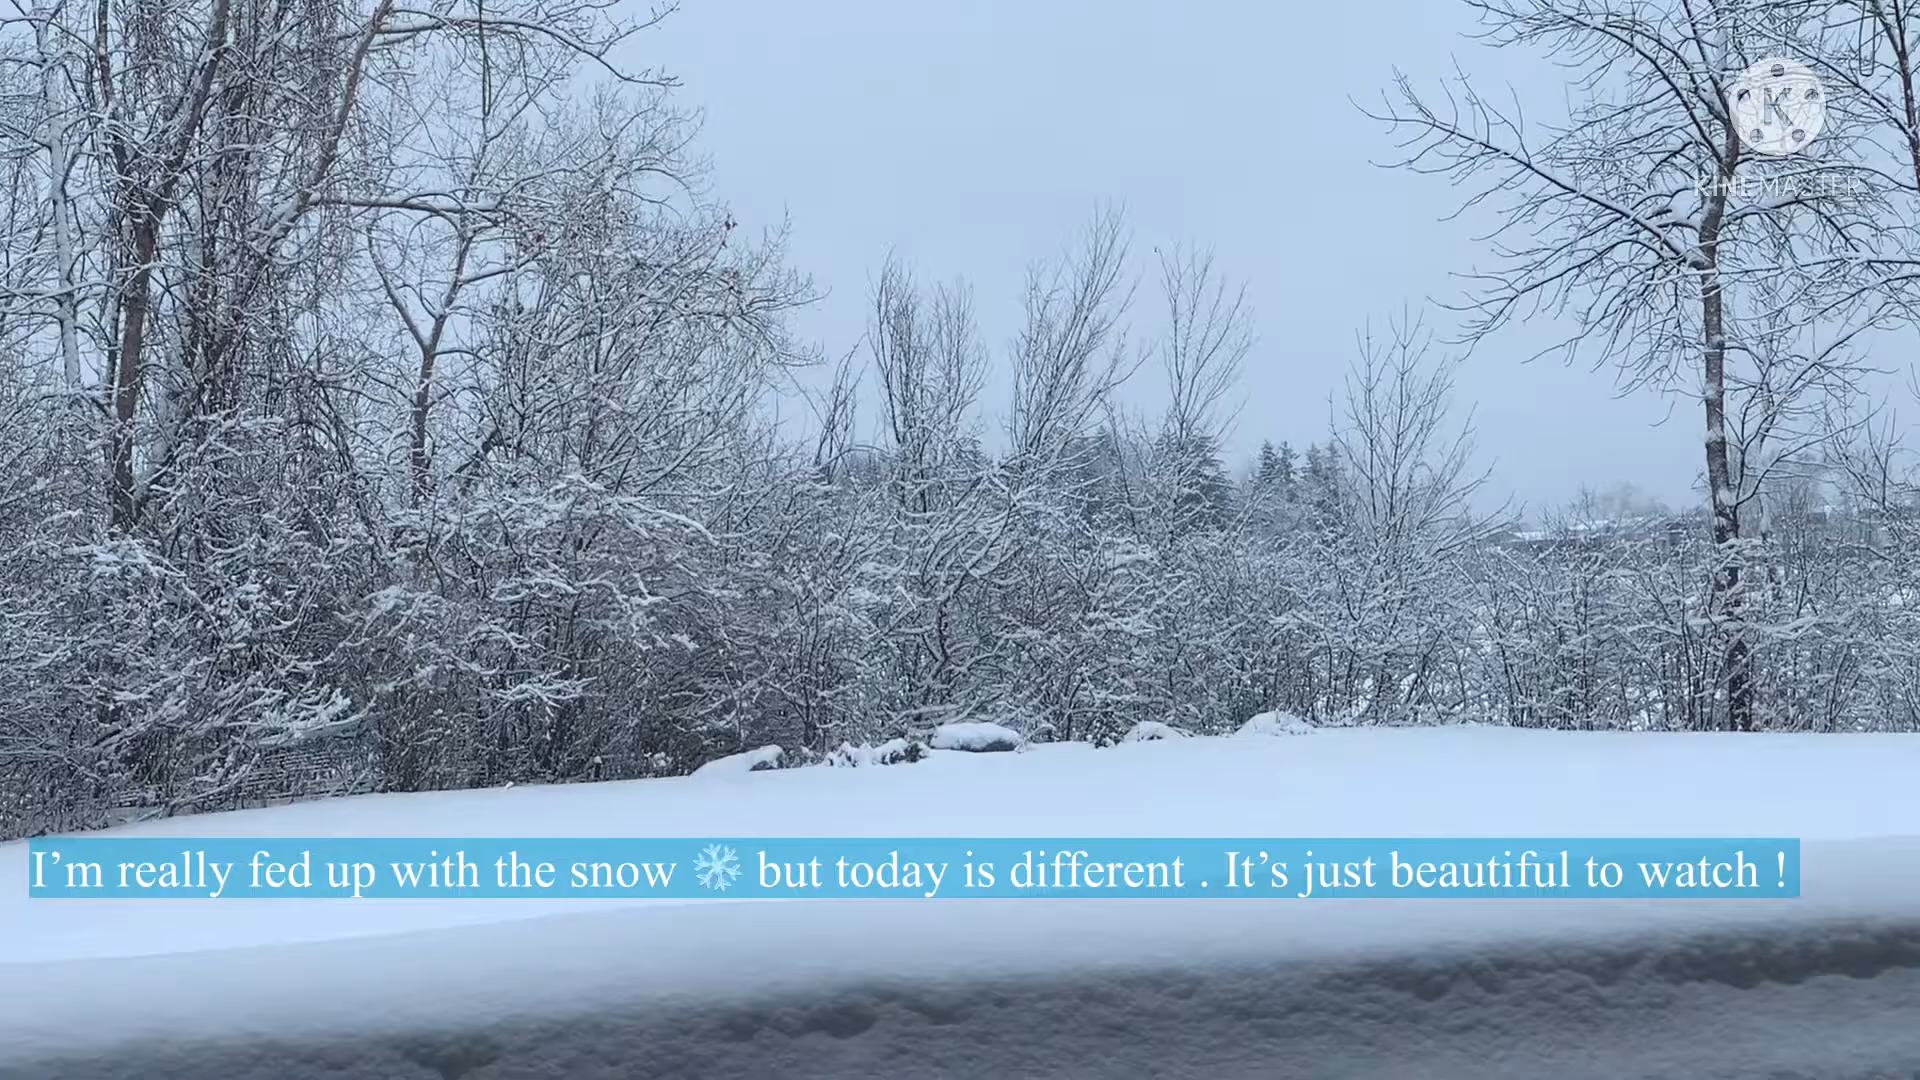 K
KINEMASTER
I’m really fed up with the snow ❄ but today is different . It’s just beautiful to watch !